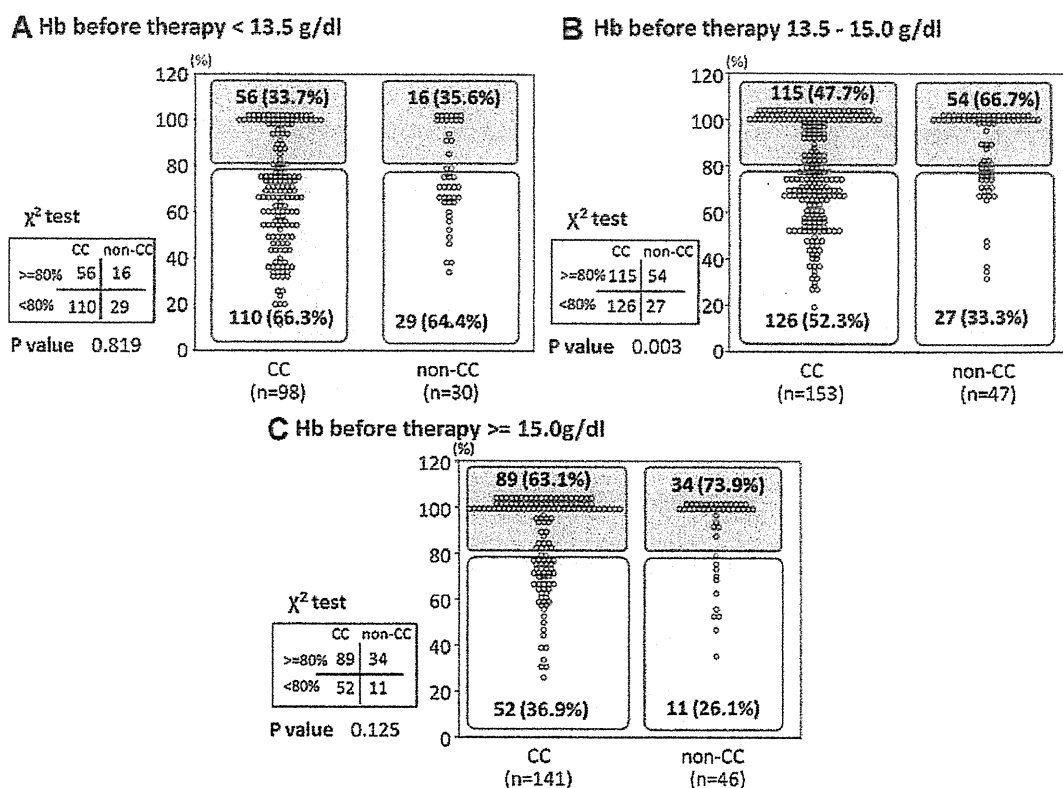 A Hb before therapy < 13.5 g/dl
(%)
120
100
80
60
40
20
0
56 (33.7%)
16 (35.6%)
110 (66.3%)
29 (64.4%)
CC
(n=98)
non-CC
(n=30)
χ² test
CC non-CC
>=80% 56 16
<80% 110 29
P value 0.819
B Hb before therapy 13.5 - 15.0 g/dl
(%)
120
100
80
60
40
20
0
115 (47.7%)
54 (66.7%)
126 (52.3%)
27 (33.3%)
CC
(n=153)
non-CC
(n=47)
χ² test
CC non-CC
>=80% 115 54
<80% 126 27
P value 0.003
C Hb before therapy >= 15.0g/dl
(%)
120
100
80
60
40
20
0
89 (63.1%)
34 (73.9%)
52 (36.9%)
11 (26.1%)
CC
(n=141)
non-CC
(n=46)
χ² test
CC non-CC
>=80% 89 34
<80% 52 11
P value 0.125